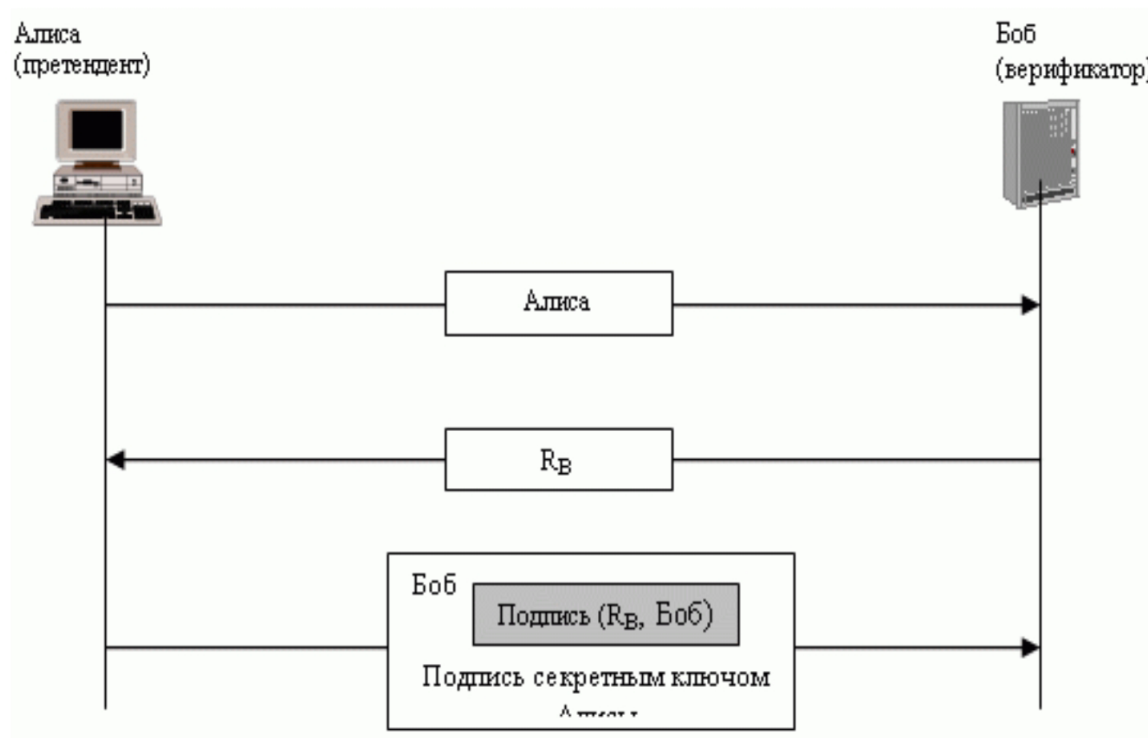 Алиса
(претендент)
Боб
(верификатор)
Алиса
RB
Боб
Подпись (RB, Боб)
Подпись секретным ключом